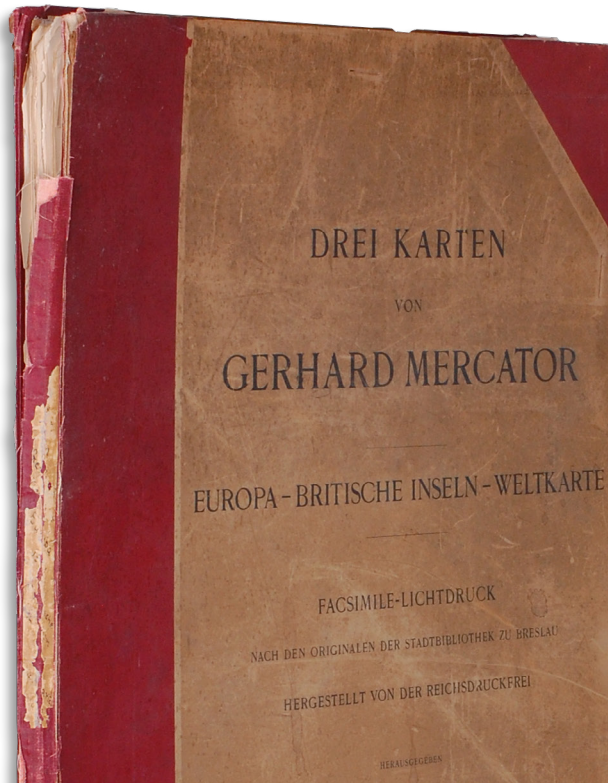 DREI KARTEN
VON
GERHARD MERCATOR
EUROPA – BRITISCHE INSELN – WELTKARTE
FACSIMILE-LICHTDRUCK
NACH DEN ORIGINALEN DER STADTBIBLIOTHEK ZU BRESLAU
HERGESTELLT VON DER REICHSDRUCKEREI
HERAUSGEGEBEN